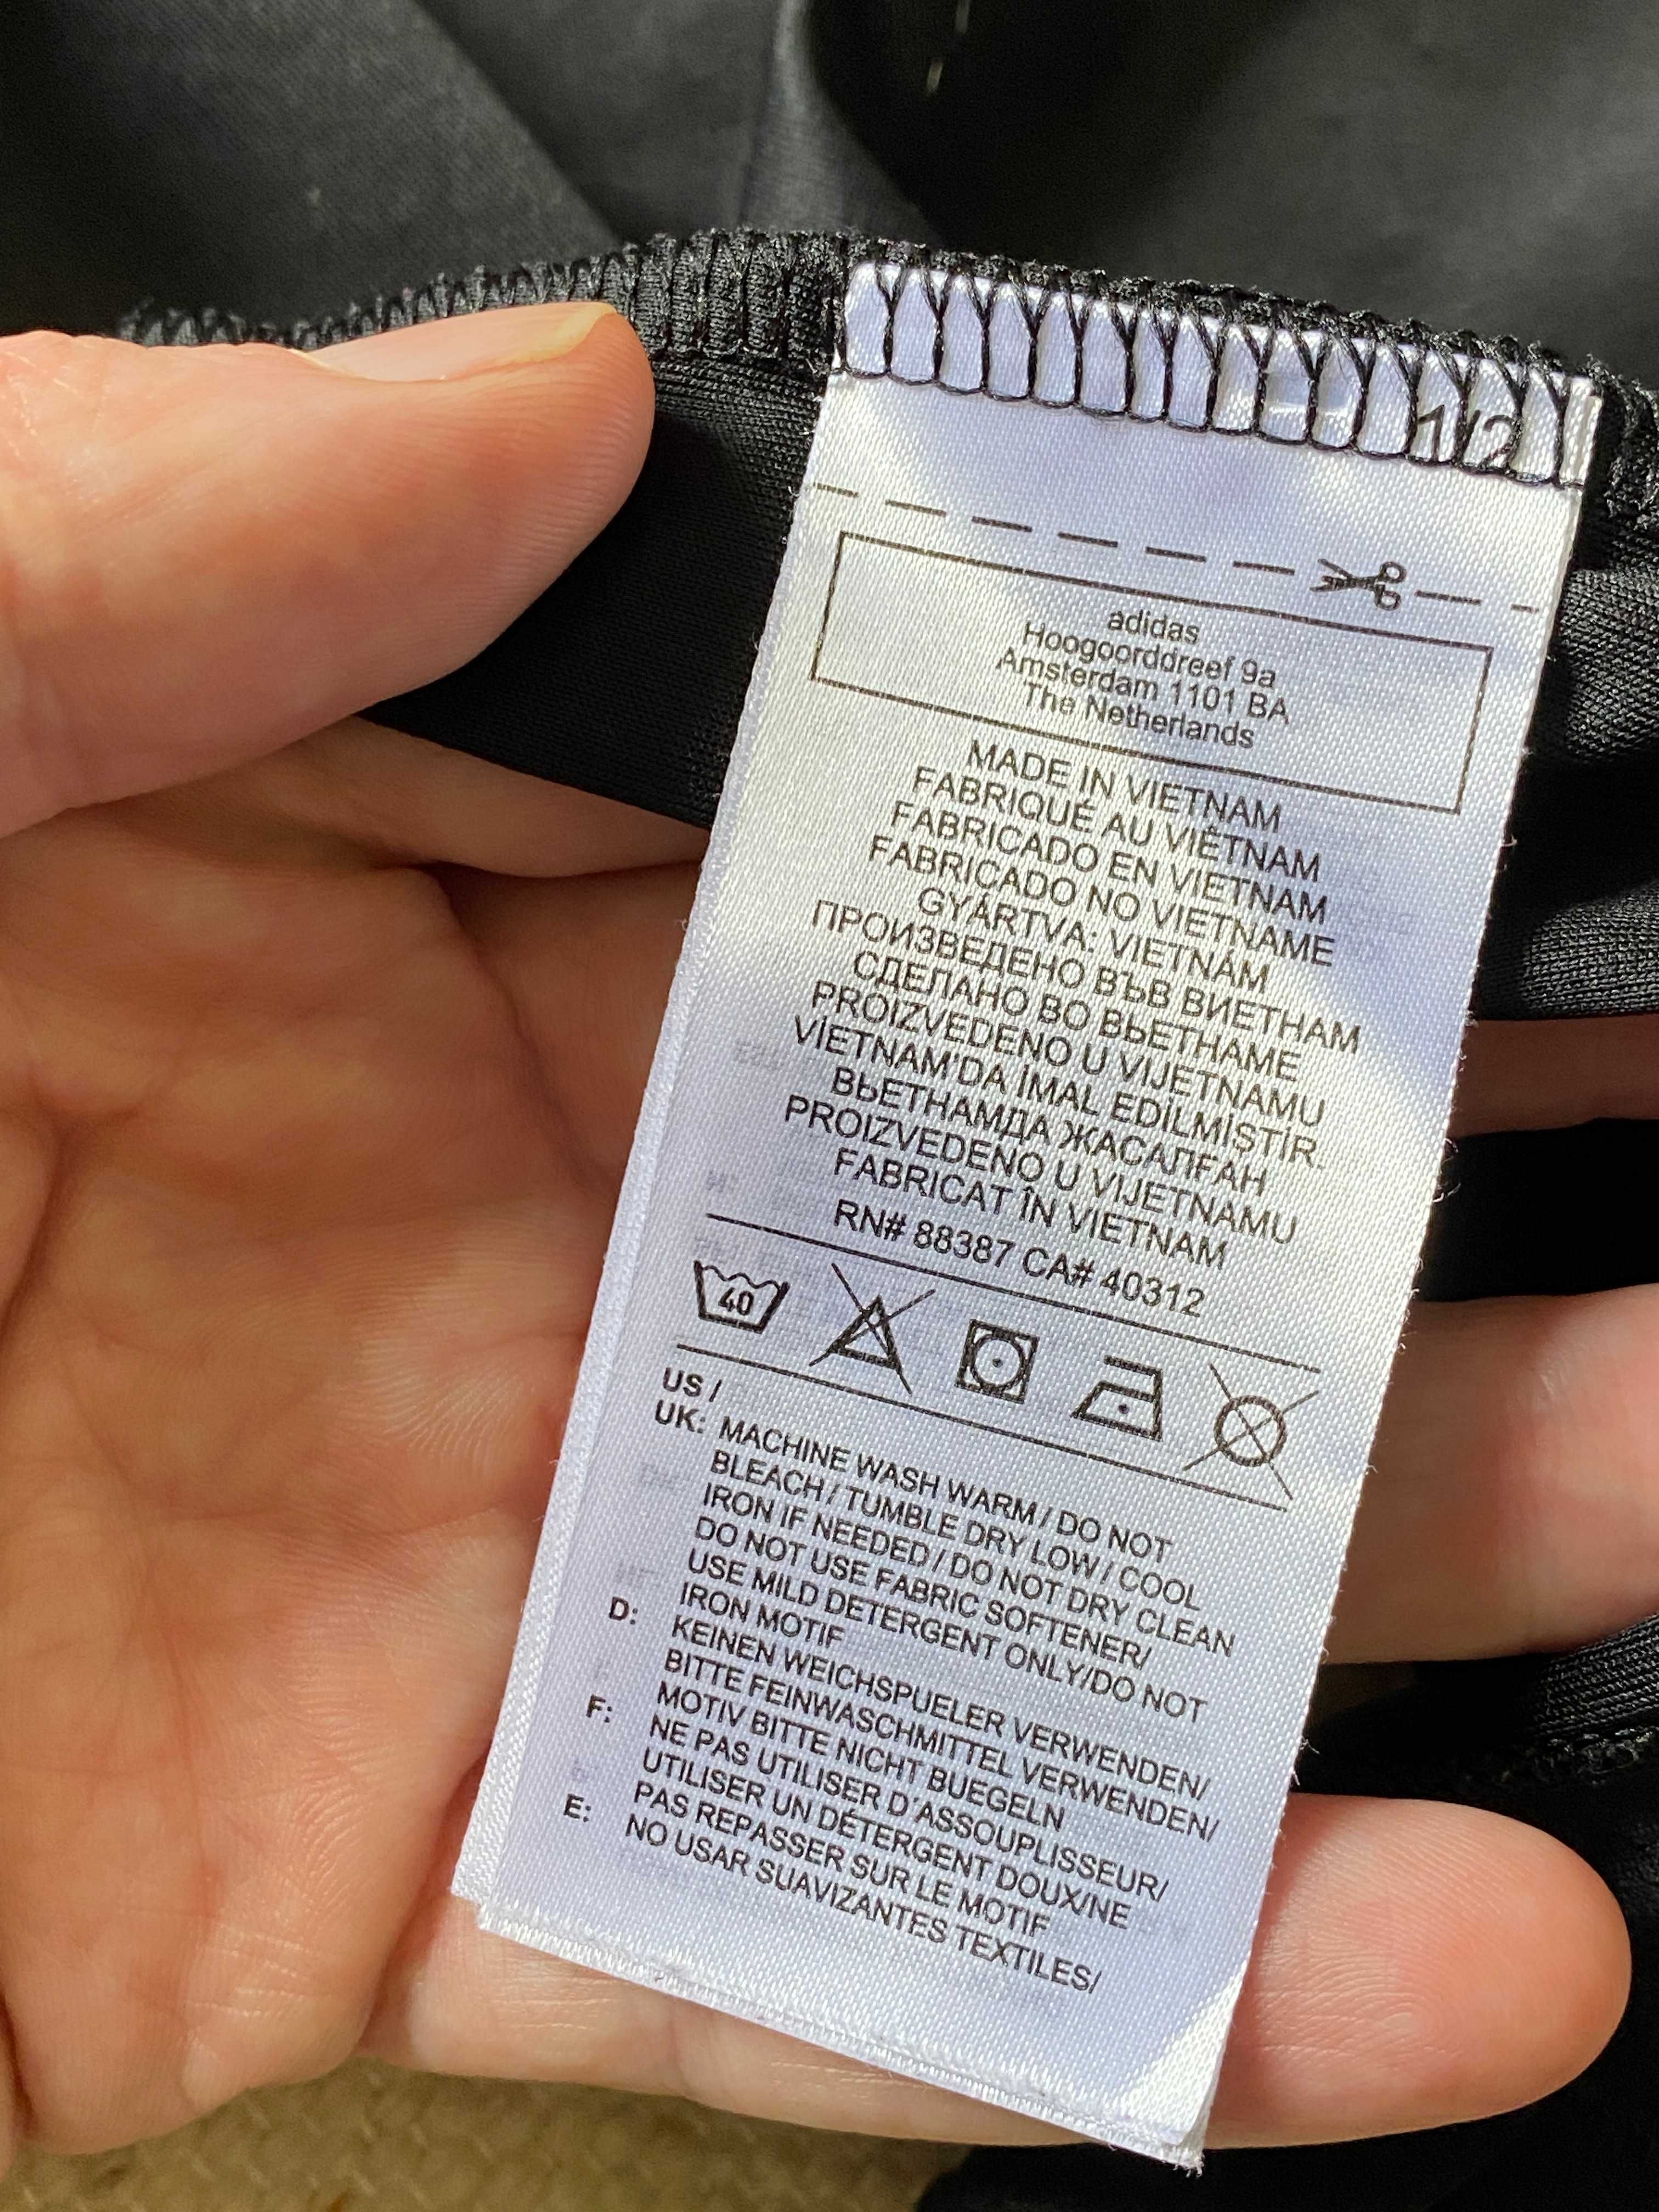 1/2
adidas
Hoogoorddreef 9a
Amsterdam 1101 BA
The Netherlands
MADE IN VIETNAM
FABRIQUÉ AU VIÊTNAM
FABRICADO EN VIETNAM
FABRICADO NO VIETNAME
GYÁRTVA: VIETNÁM
ПРОИЗВЕДЕНО ВЪВ ВИЕТНАМ
СДЕЛАНО ВО ВЬЕТНАМЕ
PROIZVEDENO U VIJETNAMU
VİETNAM'DA İMAL EDİLMİŞTİR.
ВЬЕТНАМДА ЖАСАЛҒАН
PROIZVEDENO U VIJETNAMU
FABRICAT ÎN VIETNAM
RN# 88387 CA# 40312
40
US /
UK: MACHINE WASH WARM / DO NOT
BLEACH / TUMBLE DRY LOW / COOL
IRON IF NEEDED / DO NOT DRY CLEAN
DO NOT USE FABRIC SOFTENER/
USE MILD DETERGENT ONLY/DO NOT
IRON MOTIF
D: KEINEN WEICHSPUELER VERWENDEN/
BITTE FEINWASCHMITTEL VERWENDEN/
MOTIV BITTE NICHT BUEGELN
F: NE PAS UTILISER D'ASSOUPLISSEUR/
UTILISER UN DÉTERGENT DOUX/NE
PAS REPASSER SUR LE MOTIF
E: NO USAR SUAVIZANTES TEXTILES/